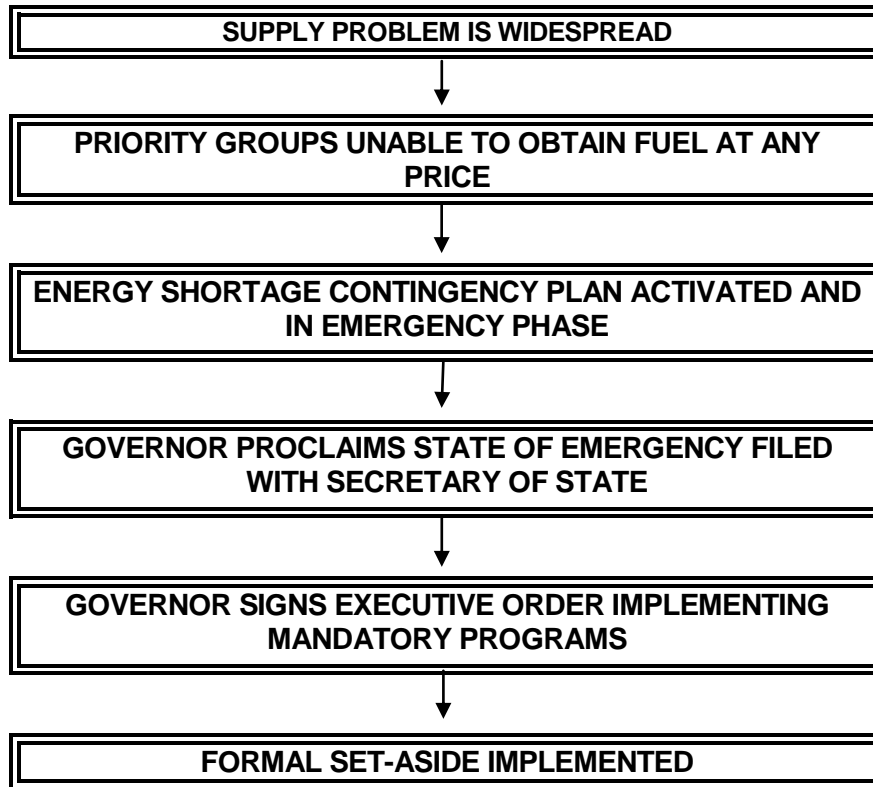 SUPPLY PROBLEM IS WIDESPREAD
PRIORITY GROUPS UNABLE TO OBTAIN FUEL AT ANY
PRICE
ENERGY SHORTAGE CONTINGENCY PLAN ACTIVATED AND
IN EMERGENCY PHASE
GOVERNOR PROCLAIMS STATE OF EMERGENCY FILED
WITH SECRETARY OF STATE
GOVERNOR SIGNS EXECUTIVE ORDER IMPLEMENTING
MANDATORY PROGRAMS
FORMAL SET-ASIDE IMPLEMENTED